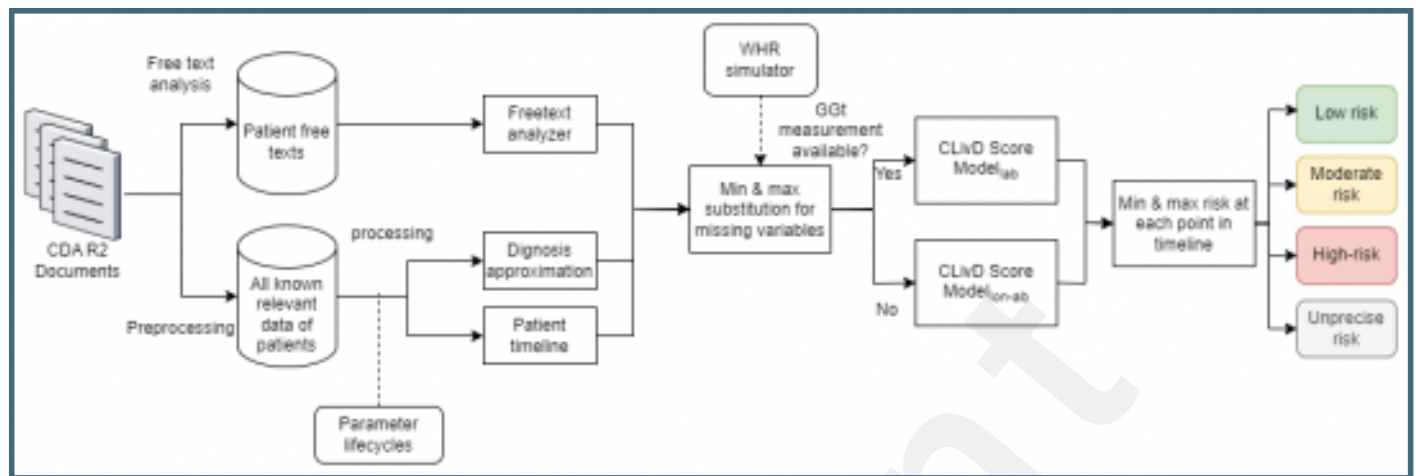 Free text
analysis
CDA R2
Documents
Preprocessing
Patient free
texts
All known
relevant
data of
patients
processing
Parameter
lifecycles
Freetext
analyzer
Dignosis
approximation
Patient
timeline
WHR
simulator
Min & max
substitution for
missing variables
GGt
measurement
available?
Yes
No
CLivD Score
Model lab
CLivD Score
Model lon-ab
Min & max risk at
each point in
timeline
Low risk
Moderate
risk
High-risk
Unprecise
risk